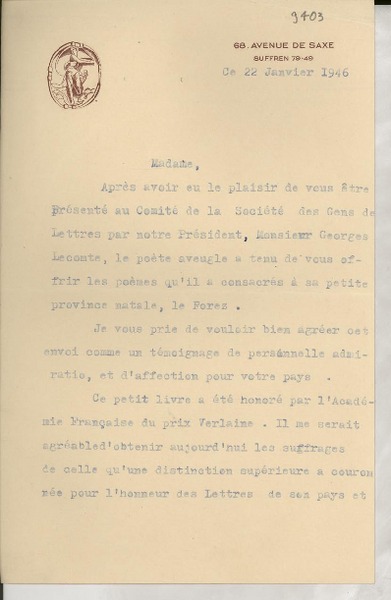 9403
68. AVENUE DE SAXE
SUFFREN 79-49
Ce 22 Janvier 1946
Madame,
Après avoir eu le plaisir de vous être
présenté au Comité de la Société des Gens de
Lettres par notre Président, Monsieur Georges
Lecomte, le poète aveugle a tenu de vous of-
frir les poèmes qu'il a consacrés à sa petite
province natale, le Forez .
Je vous prie de vouloir bien agréer cet
envoi comme un témoignage de personnelle admi-
ratio, et d'affection pour votre pays .
Ce petit livre a été honoré par l'Acadé-
mie Française du prix Verlaine . Il me serait
agréabled'obtenir aujourd'hui les suffrages
de celle qu'une distinction supérieure a couron
née pour l'honneur des Lettres de son pays et